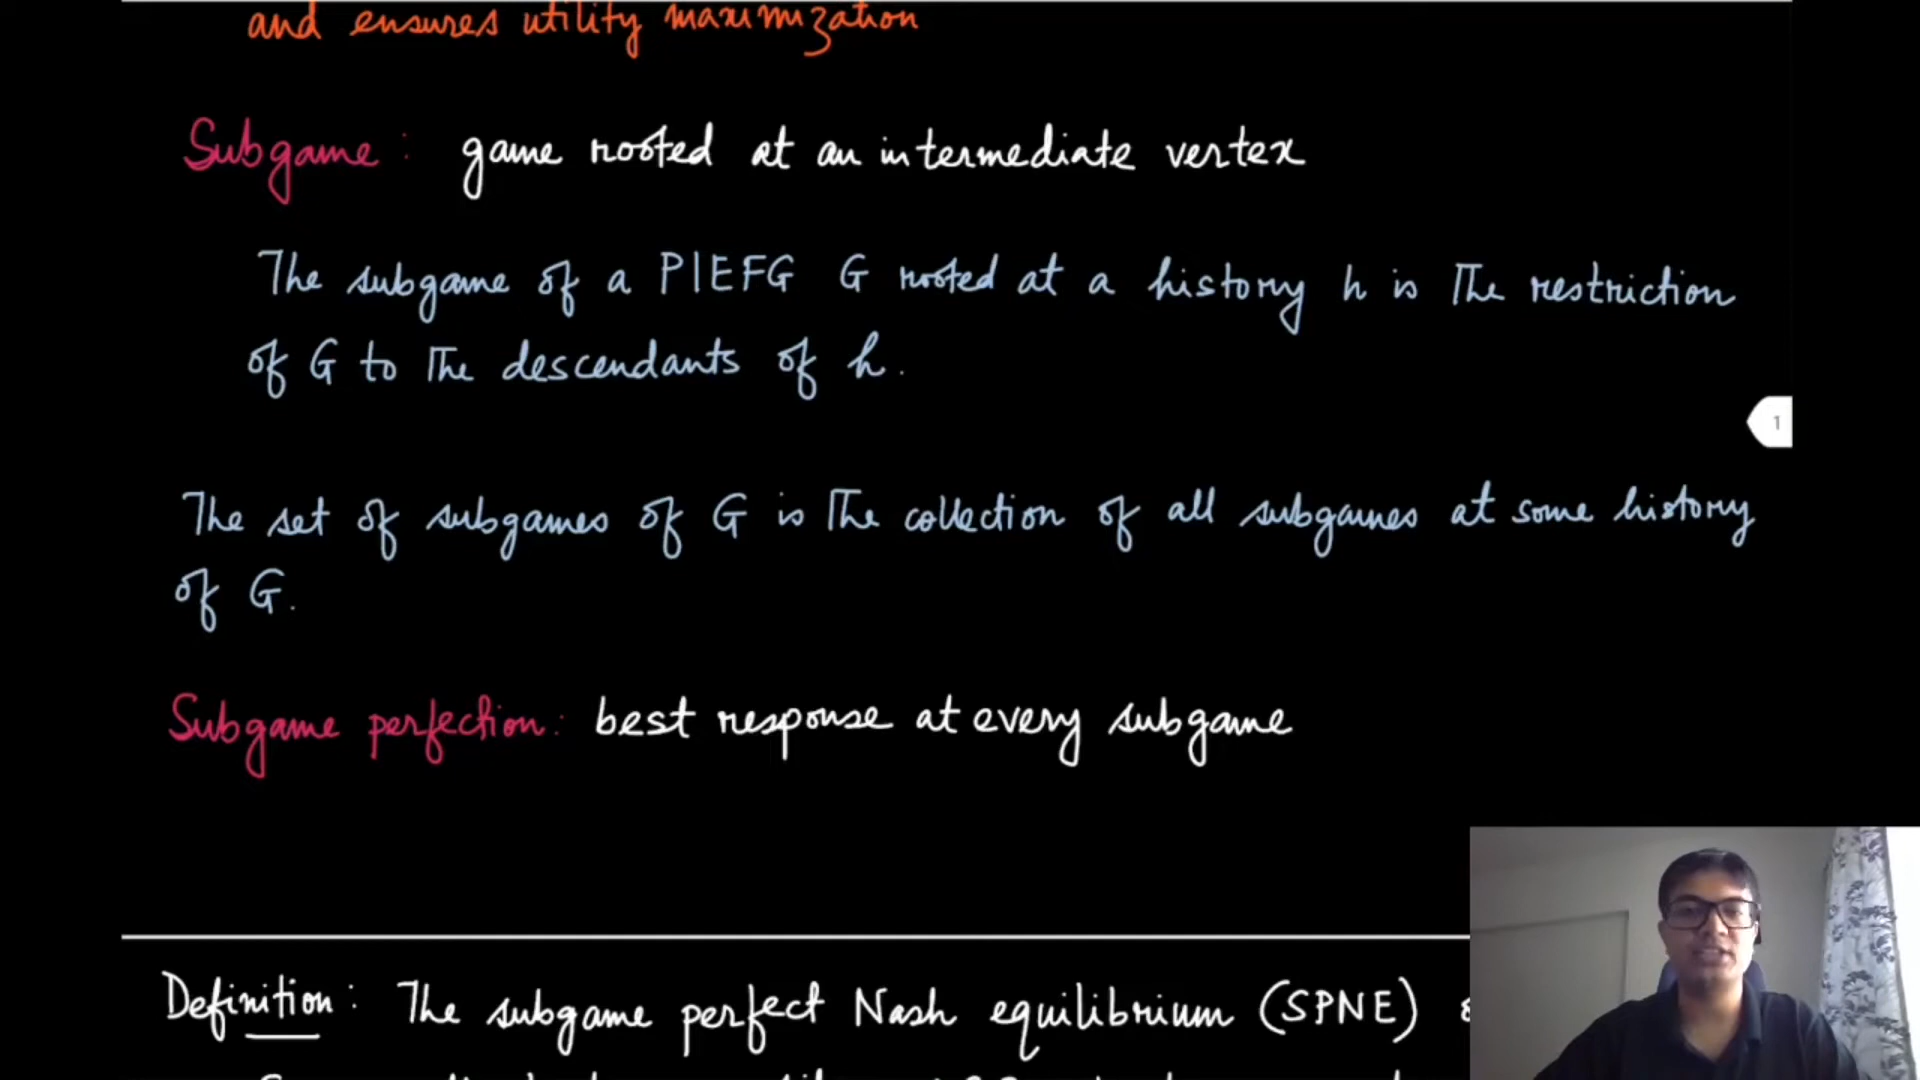 and ensures utility maximization
Subgame: game rooted at an intermediate vertex
The subgame of a PIEFG G rooted at a history h is the restriction
of G to the descendants of h.
1
The set of subgames of G is the collection of all subgames at some history
of G.
Subgame perfection: best response at every subgame
Definition: The subgame perfect Nash equilibrium (SPNE)